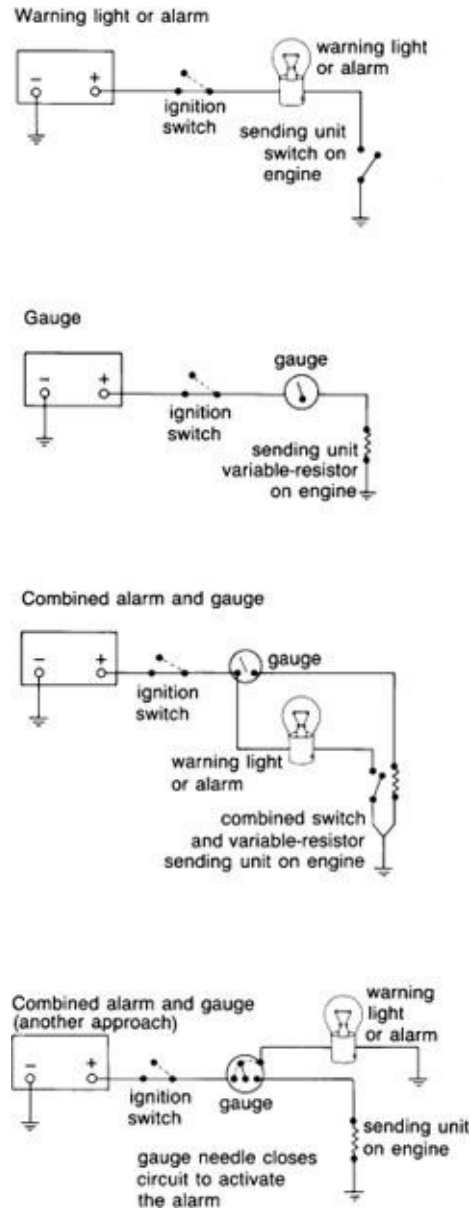 Warning light or alarm
warning light
or alarm
− +
ignition
switch
sending unit
switch on
engine
Gauge
gauge
− +
ignition
switch
sending unit
variable-resistor
on engine
Combined alarm and gauge
− +
gauge
ignition
switch
warning light
or alarm
combined switch
and variable-resistor
sending unit on engine
Combined alarm and gauge
(another approach)
warning
light
or alarm
− +
ignition
switch
gauge
sending unit
on engine
gauge needle closes
circuit to activate
the alarm